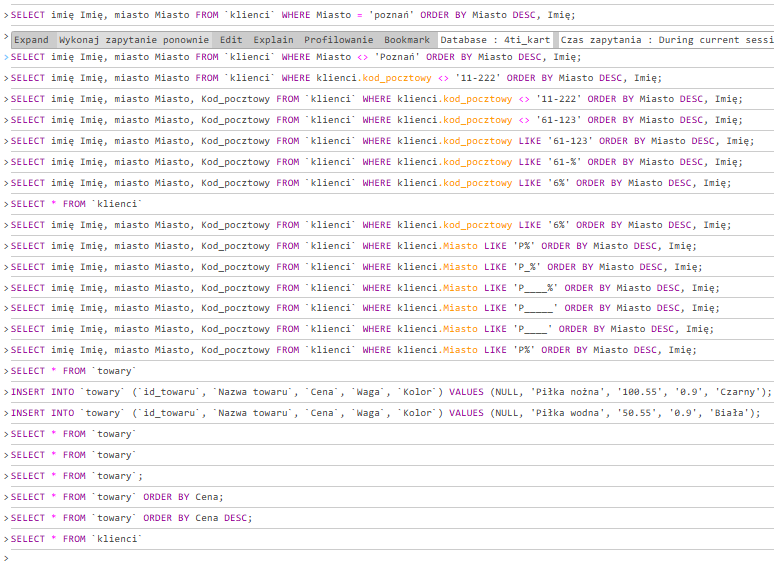 >SELECT imię Imię, miasto Miasto FROM `klienci` WHERE Miasto = 'poznań' ORDER BY Miasto DESC, Imię;
>
Expand Wykonaj zapytanie ponownie Edit Explain Profilowanie Bookmark Database : 4ti_kart Czas zapytania : During current sessi
>SELECT imię Imię, miasto Miasto FROM `klienci` WHERE Miasto <> 'Poznań' ORDER BY Miasto DESC, Imię;
>SELECT imię Imię, miasto Miasto FROM `klienci` WHERE klienci.kod_pocztowy <> '11-222' ORDER BY Miasto DESC, Imię;
>SELECT imię Imię, miasto Miasto, Kod_pocztowy FROM `klienci` WHERE klienci.kod_pocztowy <> '11-222' ORDER BY Miasto DESC, Imię;
>SELECT imię Imię, miasto Miasto, Kod_pocztowy FROM `klienci` WHERE klienci.kod_pocztowy <> '61-123' ORDER BY Miasto DESC, Imię;
>SELECT imię Imię, miasto Miasto, Kod_pocztowy FROM `klienci` WHERE klienci.kod_pocztowy LIKE '61-123' ORDER BY Miasto DESC, Imię;
>SELECT imię Imię, miasto Miasto, Kod_pocztowy FROM `klienci` WHERE klienci.kod_pocztowy LIKE '61-%' ORDER BY Miasto DESC, Imię;
>SELECT imię Imię, miasto Miasto, Kod_pocztowy FROM `klienci` WHERE klienci.kod_pocztowy LIKE '6%' ORDER BY Miasto DESC, Imię;
>SELECT * FROM `klienci`
>SELECT imię Imię, miasto Miasto, Kod_pocztowy FROM `klienci` WHERE klienci.kod_pocztowy LIKE '6%' ORDER BY Miasto DESC, Imię;
>SELECT imię Imię, miasto Miasto, Kod_pocztowy FROM `klienci` WHERE klienci.Miasto LIKE 'P%' ORDER BY Miasto DESC, Imię;
>SELECT imię Imię, miasto Miasto, Kod_pocztowy FROM `klienci` WHERE klienci.Miasto LIKE 'P_%' ORDER BY Miasto DESC, Imię;
>SELECT imię Imię, miasto Miasto, Kod_pocztowy FROM `klienci` WHERE klienci.Miasto LIKE 'P____%' ORDER BY Miasto DESC, Imię;
>SELECT imię Imię, miasto Miasto, Kod_pocztowy FROM `klienci` WHERE klienci.Miasto LIKE 'P_____' ORDER BY Miasto DESC, Imię;
>SELECT imię Imię, miasto Miasto, Kod_pocztowy FROM `klienci` WHERE klienci.Miasto LIKE 'P____' ORDER BY Miasto DESC, Imię;
>SELECT imię Imię, miasto Miasto, Kod_pocztowy FROM `klienci` WHERE klienci.Miasto LIKE 'P%' ORDER BY Miasto DESC, Imię;
>SELECT * FROM `towary`
>INSERT INTO `towary` (`id_towaru`, `Nazwa towaru`, `Cena`, `Waga`, `Kolor`) VALUES (NULL, 'Piłka nożna', '100.55', '0.9', 'Czarny');
>INSERT INTO `towary` (`id_towaru`, `Nazwa towaru`, `Cena`, `Waga`, `Kolor`) VALUES (NULL, 'Piłka wodna', '50.55', '0.9', 'Biała');
>SELECT * FROM `towary`
>SELECT * FROM `towary`
>SELECT * FROM `towary`;
>SELECT * FROM `towary` ORDER BY Cena;
>SELECT * FROM `towary` ORDER BY Cena DESC;
>SELECT * FROM `klienci`
>